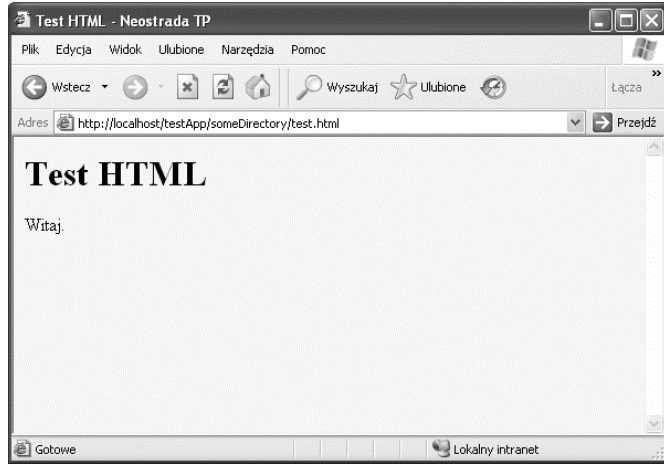 Test HTML - Neostrada TP
Plik Edycja Widok Ulubione Narzędzia Pomoc
Wstecz Wyszukaj Ulubione Łącza »
Adres http://localhost/testApp/someDirectory/test.html Przejdź
Test HTML
Witaj.
Gotowe Lokalny intranet